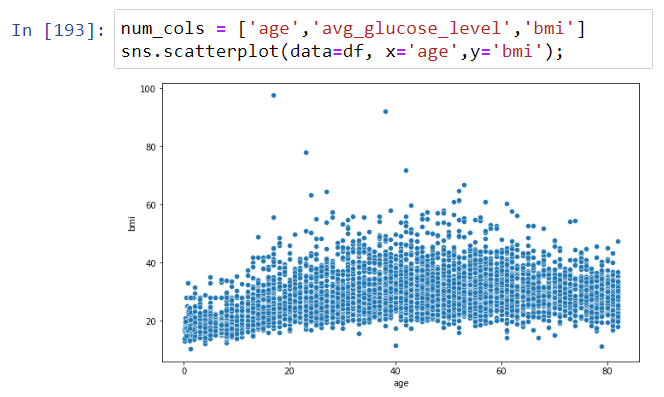 In [193]: num_cols = ['age','avg_glucose_level','bmi']
sns.scatterplot(data=df, x='age',y='bmi');
100
80
60
bmi
40
20
0 20 40 60 80
age